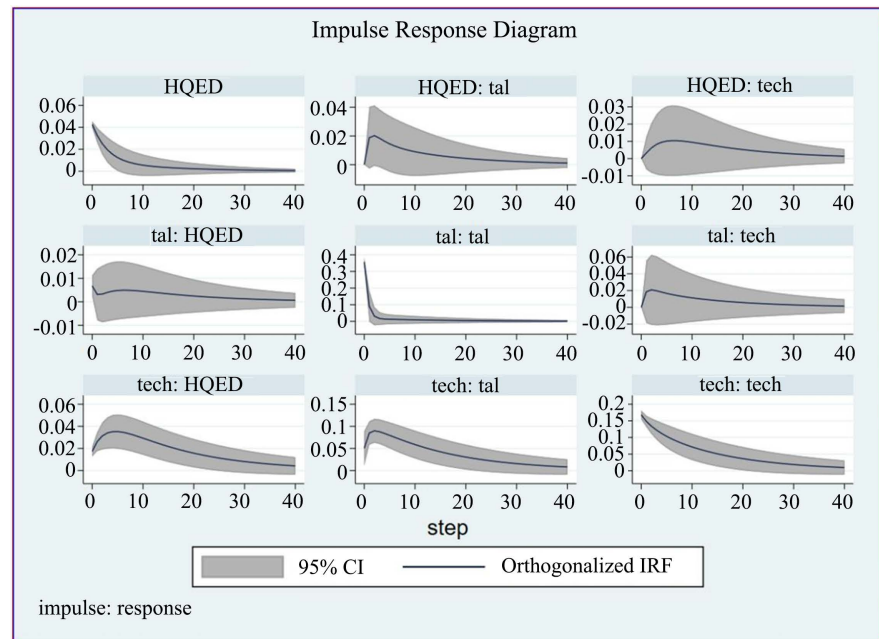 Impulse Response Diagram
HQED HQED: tal HQED: tech
0.06 0.04 0.02 0
0.04 0.02 0
0.03 0.01 0 -0.01
0 10 20 30 40 0 10 20 30 40 0 10 20 30 40
tal: HQED tal: tal tal: tech
0.02 0.01 0 -0.01
0.4 0.3 0.2 0.1 0
0.06 0.04 0.02 0 -0.02
0 10 20 30 40 0 10 20 30 40 0 10 20 30 40
tech: HQED tech: tal tech: tech
0.06 0.04 0.02 0
0.15 0.1 0.05 0
0.2 0.15 0.1 0.05 0
0 10 20 30 40 0 10 20 30 40 0 10 20 30 40
step
95% CI Orthogonalized IRF
impulse: response